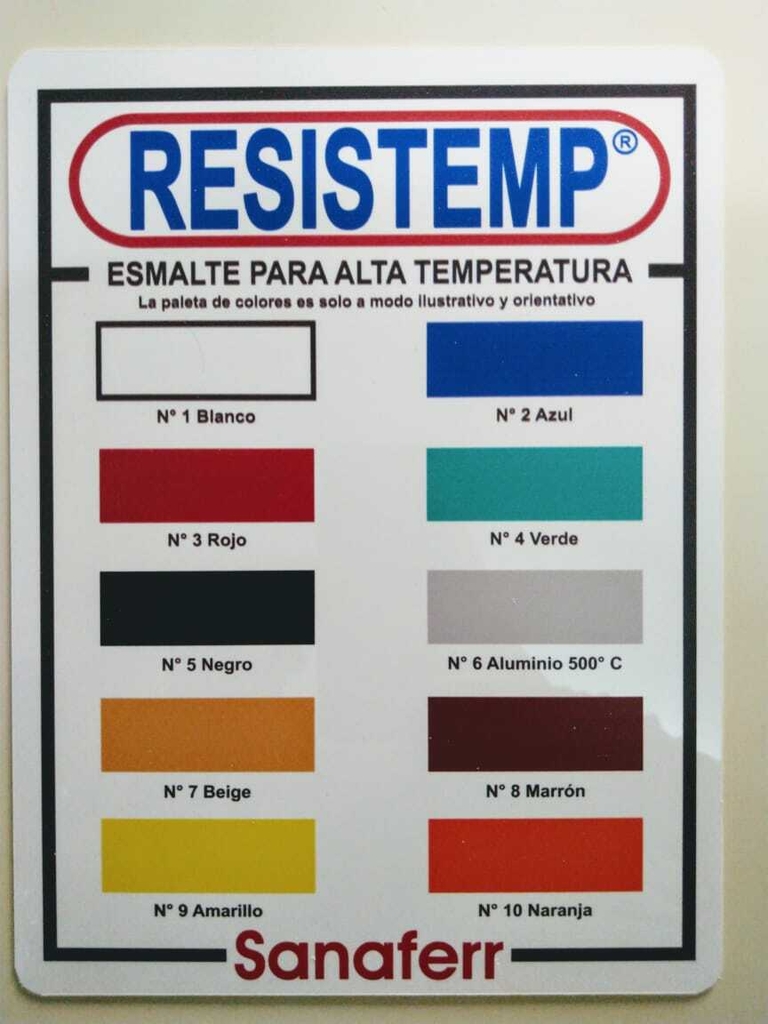 RESISTEMP®
ESMALTE PARA ALTA TEMPERATURA
La paleta de colores es solo a modo ilustrativo y orientativo
N° 1 Blanco
N° 2 Azul
N° 3 Rojo
N° 4 Verde
N° 5 Negro
N° 6 Aluminio 500° C
N° 7 Beige
N° 8 Marrón
N° 9 Amarillo
N° 10 Naranja
Sanaferr